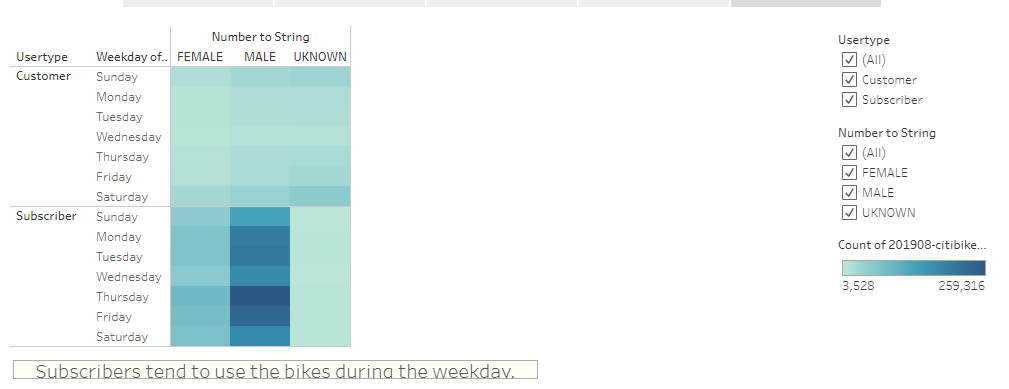 Number to String
Usertype Weekday of.. FEMALE MALE UKNOWN
Customer Sunday
Monday
Tuesday
Wednesday
Thursday
Friday
Saturday
Subscriber Sunday
Monday
Tuesday
Wednesday
Thursday
Friday
Saturday
Subscribers tend to use the bikes during the weekday.
Usertype
(All)
Customer
Subscriber
Number to String
(All)
FEMALE
MALE
UKNOWN
Count of 201908-citibike...
3,528 259,316